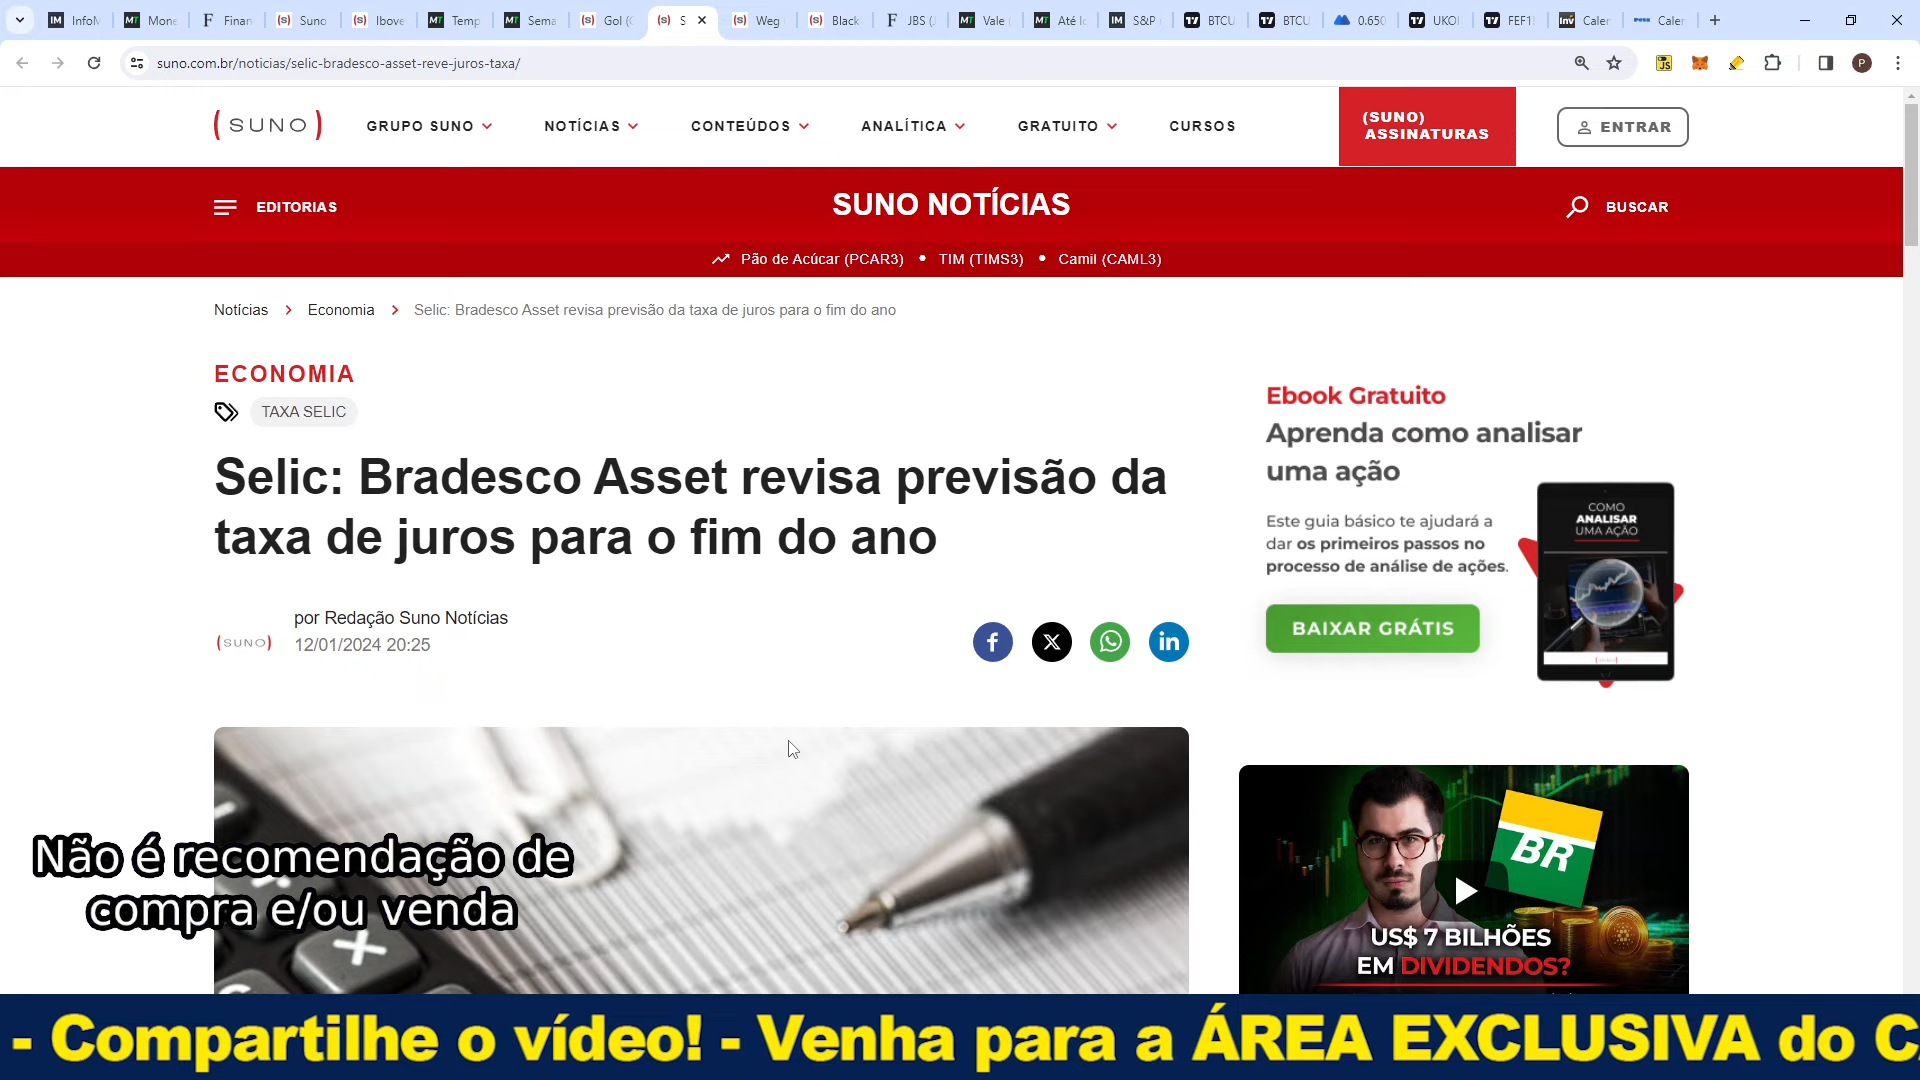 InfoM
Mone
Finan
Suno
Ibove
Temp
Sema
Gol (
S
Weg
Black
JBS (
Vale (
Até Ic
S&P
BTCU
BTCU
0.650
UKOI
FEF1!
Caler
Caler
suno.com.br/noticias/selic-bradesco-asset-reve-juros-taxa/
P
(SUNO)
GRUPO SUNO
NOTÍCIAS
CONTEÚDOS
ANALÍTICA
GRATUITO
CURSOS
(SUNO)
ASSINATURAS
ENTRAR
EDITORIAS
SUNO NOTÍCIAS
BUSCAR
Pão de Açúcar (PCAR3) • TIM (TIMS3) • Camil (CAML3)
Notícias > Economia > Selic: Bradesco Asset revisa previsão da taxa de juros para o fim do ano
ECONOMIA
TAXA SELIC
Selic: Bradesco Asset revisa previsão da
taxa de juros para o fim do ano
(SUNO)
por Redação Suno Notícias
12/01/2024 20:25
Ebook Gratuito
Aprenda como analisar
uma ação
Este guia básico te ajudará a
dar os primeiros passos no
processo de análise de ações.
BAIXAR GRÁTIS
COMO
ANALISAR
UMA AÇÃO
BR
US$ 7 BILHÕES
EM DIVIDENDOS?
Não é recomendação de
compra e/ou venda
- Compartilhe o vídeo! - Venha para a ÁREA EXCLUSIVA do C